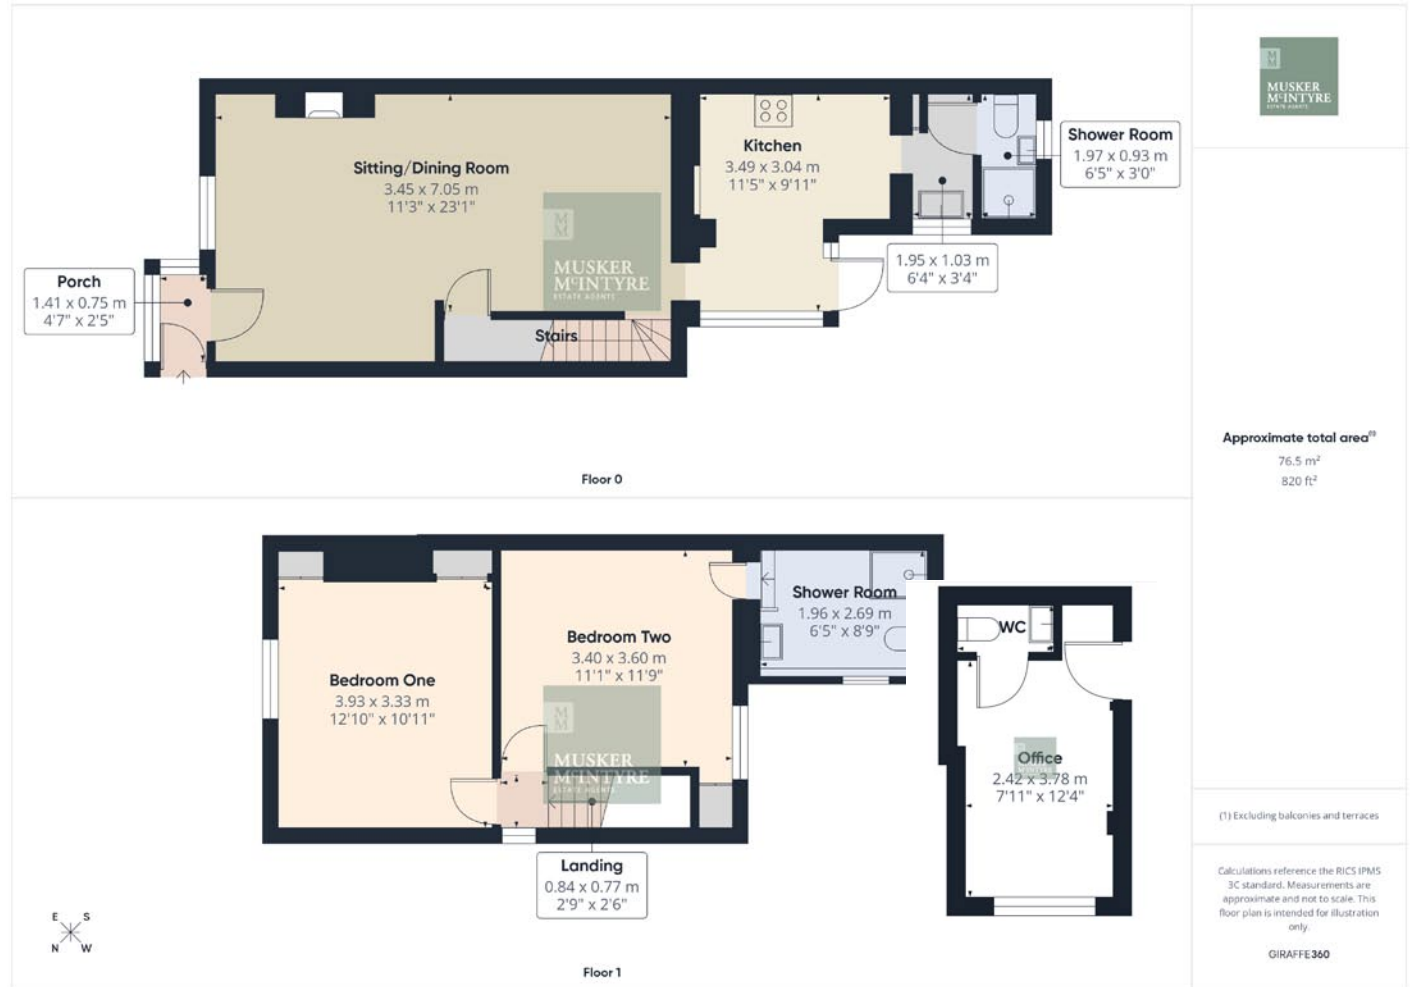 Sitting/Dining Room
3.45 x 7.05 m
11'3" x 23'1"
MM
MUSKER
McINTYRE
ESTATE AGENTS
Stairs
Porch
1.41 x 0.75 m
4'7" x 2'5"
Kitchen
3.49 x 3.04 m
11'5" x 9'11"
1.95 x 1.03 m
6'4" x 3'4"
Shower Room
1.97 x 0.93 m
6'5" x 3'0"
Floor 0
Bedroom One
3.93 x 3.33 m
12'10" x 10'11"
Bedroom Two
3.40 x 3.60 m
11'1" x 11'9"
MM
MUSKER
McINTYRE
ESTATE AGENTS
Landing
0.84 x 0.77 m
2'9" x 2'6"
Shower Room
1.96 x 2.69 m
6'5" x 8'9"
WC
Office
2.42 x 3.78 m
7'11" x 12'4"
E S
N W
Floor 1
MM
MUSKER
McINTYRE
ESTATE AGENTS
Approximate total area(1)
76.5 m²
820 ft²
(1) Excluding balconies and terraces
Calculations reference the RICS IPMS
3C standard. Measurements are
approximate and not to scale. This
floor plan is intended for illustration
only.
GIRAFFE360